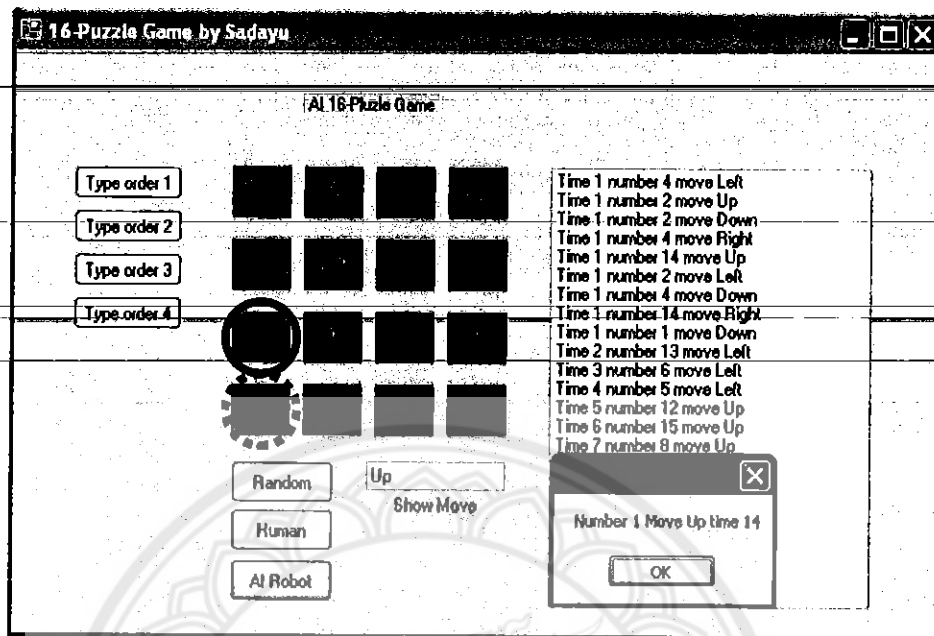 16-Puzzle Game by Sadayu
AI 16-Pluzle Game
Type order 1
Type order 2
Type order 3
Type order 4
Time 1 number 4 move Left
Time 1 number 2 move Up
Time 1 number 2 move Down
Time 1 number 4 move Right
Time 1 number 14 move Up
Time 1 number 2 move Left
Time 1 number 4 move Down
Time 1 number 14 move Right
Time 1 number 1 move Down
Time 2 number 13 move Left
Time 3 number 6 move Left
Time 4 number 5 move Left
Time 5 number 12 move Up
Time 6 number 15 move Up
Time 7 number 8 move Up
Random
Human
AI Robot
Up
Show Move
Number 1 Move Up time 14
OK